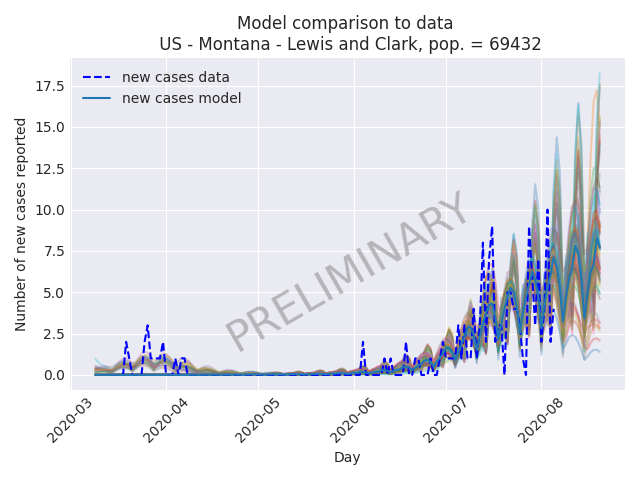 Model comparison to data
US - Montana - Lewis and Clark, pop. = 69432
new cases data
new cases model
PRELIMINARY
Number of new cases reported
17.5
15.0
12.5
10.0
7.5
5.0
2.5
0.0
2020-03
2020-04
2020-05
2020-06
2020-07
2020-08
Day